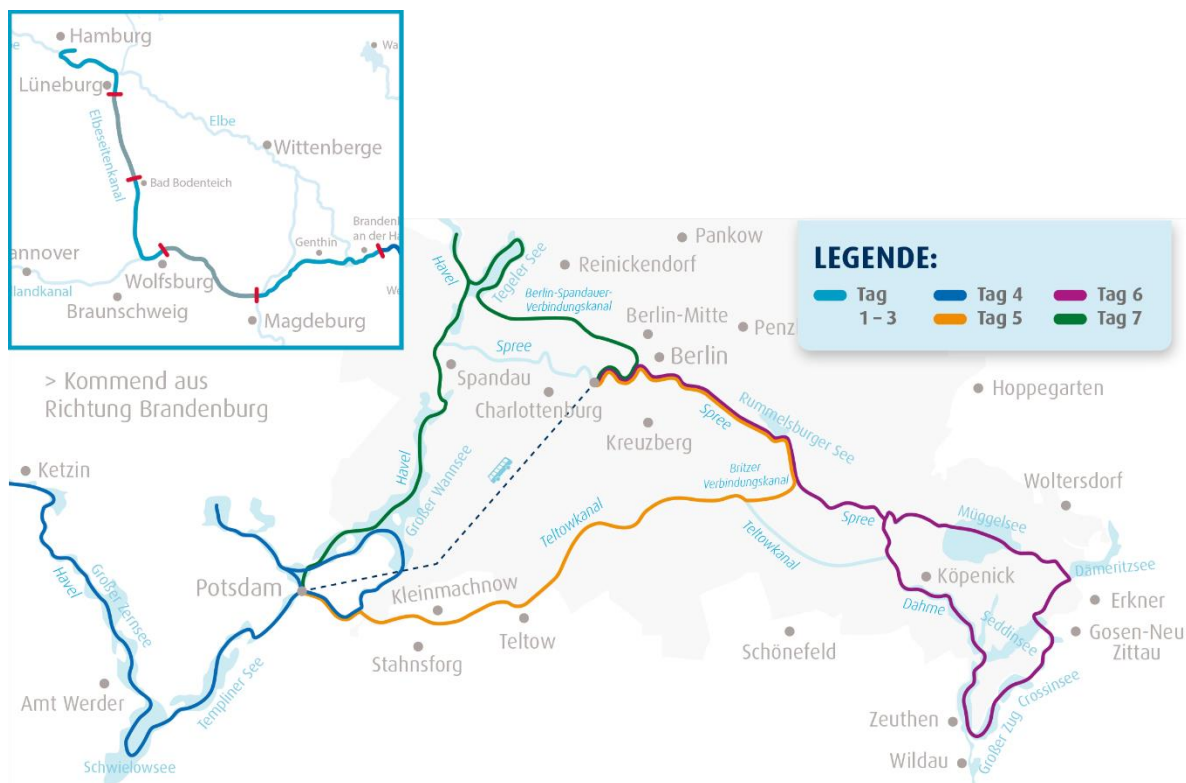 Hamburg
Lüneburg
Elbeseitenkanal
Elbe
Wittenberge
Bad Bodenteich
Genthin
Wolfsburg
Braunschweig
Magdeburg
LEGENDE:
Tag
1 – 3
Tag 4
Tag 5
Tag 6
Tag 7
> Kommend aus
Richtung Brandenburg
Pankow
Reinickendorf
Havel
Tegeler See
Berlin-Spandauer-
Verbindungskanal
Berlin-Mitte
Penz
Berlin
Spree
Spandau
Charlottenburg
Kreuzberg
Spree
Rummelsburger See
Hoppegarten
Ketzin
Havel
Großer Zernsee
Havel
Großer Wannsee
Britzer
Verbindungskanal
Teltowkanal
Teltowkanal
Spree
Woltersdorf
Müggelsee
Dämeritzsee
Potsdam
Kleinmachnow
Köpenick
Dahme
Erkner
Seddinsee
Gosen-Neu
Zittau
Teltow
Stahnsforg
Schönefeld
Amt Werder
Templiner See
Schwielowsee
Zeuthen
Crossinsee
Großer Zug
Wildau